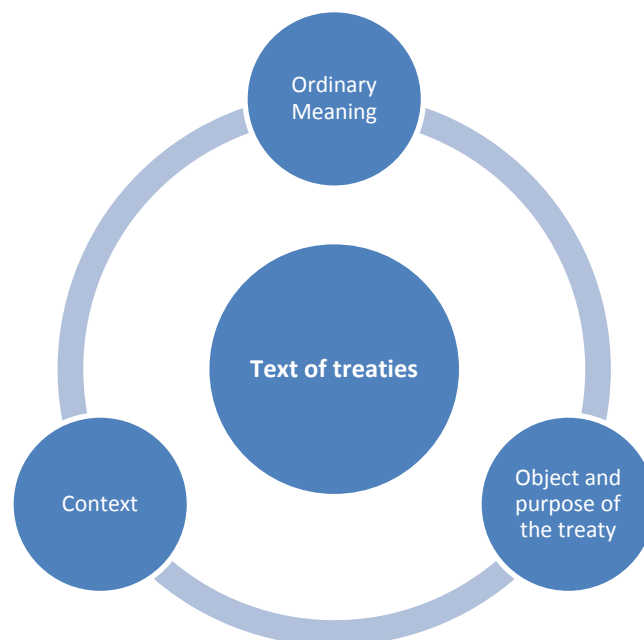 Ordinary
Meaning
Text of treaties
Context
Object and
purpose of
the treaty